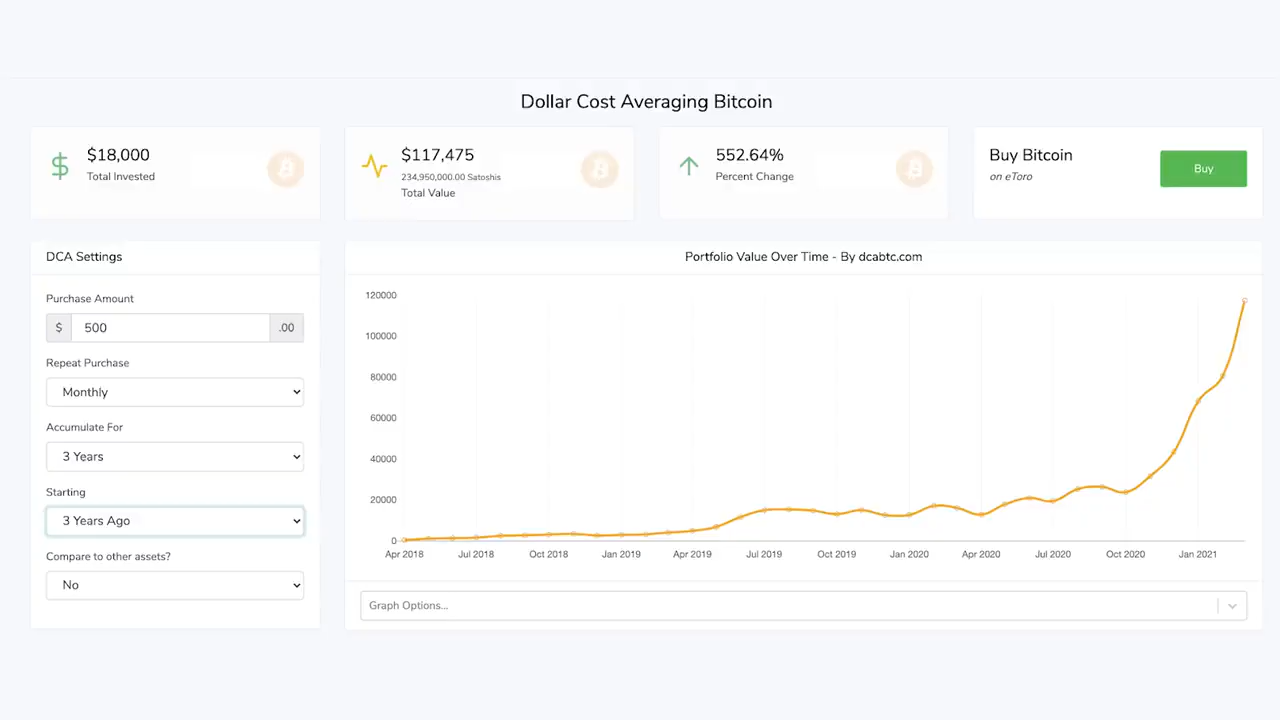 Dollar Cost Averaging Bitcoin
$18,000
Total Invested
$117,475
234,950,000.00 Satoshis
Total Value
552.64%
Percent Change
Buy Bitcoin
on eToro
Buy
DCA Settings
Purchase Amount
$ 500 .00
Repeat Purchase
Monthly
Accumulate For
3 Years
Starting
3 Years Ago
Compare to other assets?
No
Portfolio Value Over Time - By dcabtc.com
120000
100000
80000
60000
40000
20000
0
Apr 2018 Jul 2018 Oct 2018 Jan 2019 Apr 2019 Jul 2019 Oct 2019 Jan 2020 Apr 2020 Jul 2020 Oct 2020 Jan 2021
Graph Options...